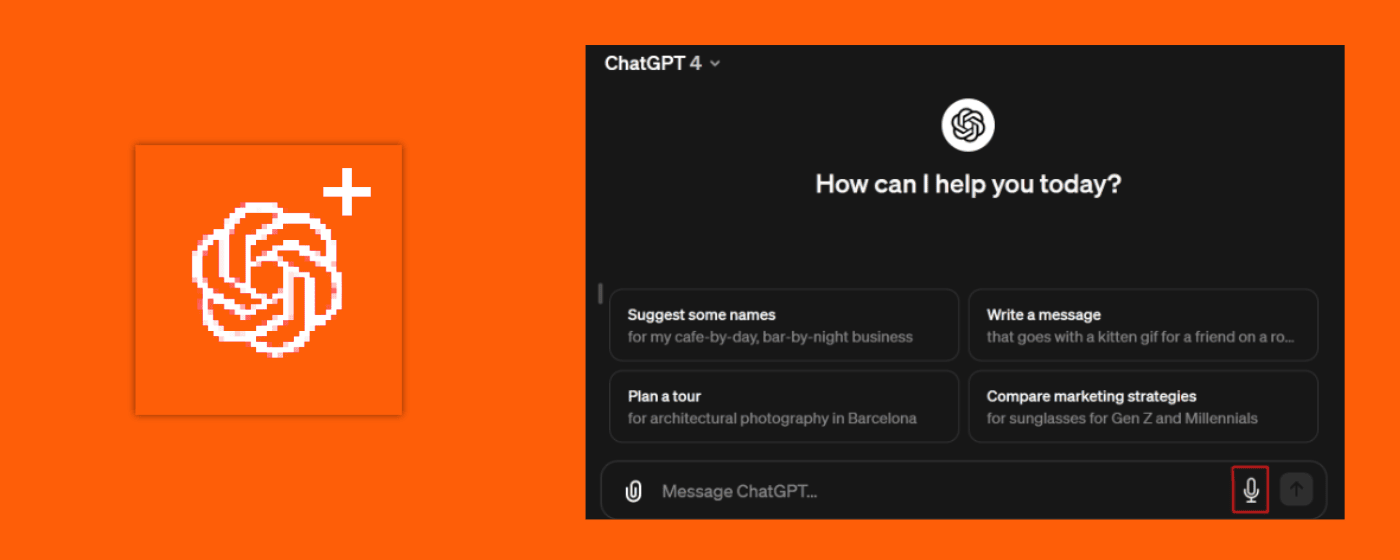 ChatGPT 4
How can I help you today?
Suggest some names
for my cafe-by-day, bar-by-night business
Write a message
that goes with a kitten gif for a friend on a ro...
Plan a tour
for architectural photography in Barcelona
Compare marketing strategies
for sunglasses for Gen Z and Millennials
Message ChatGPT...